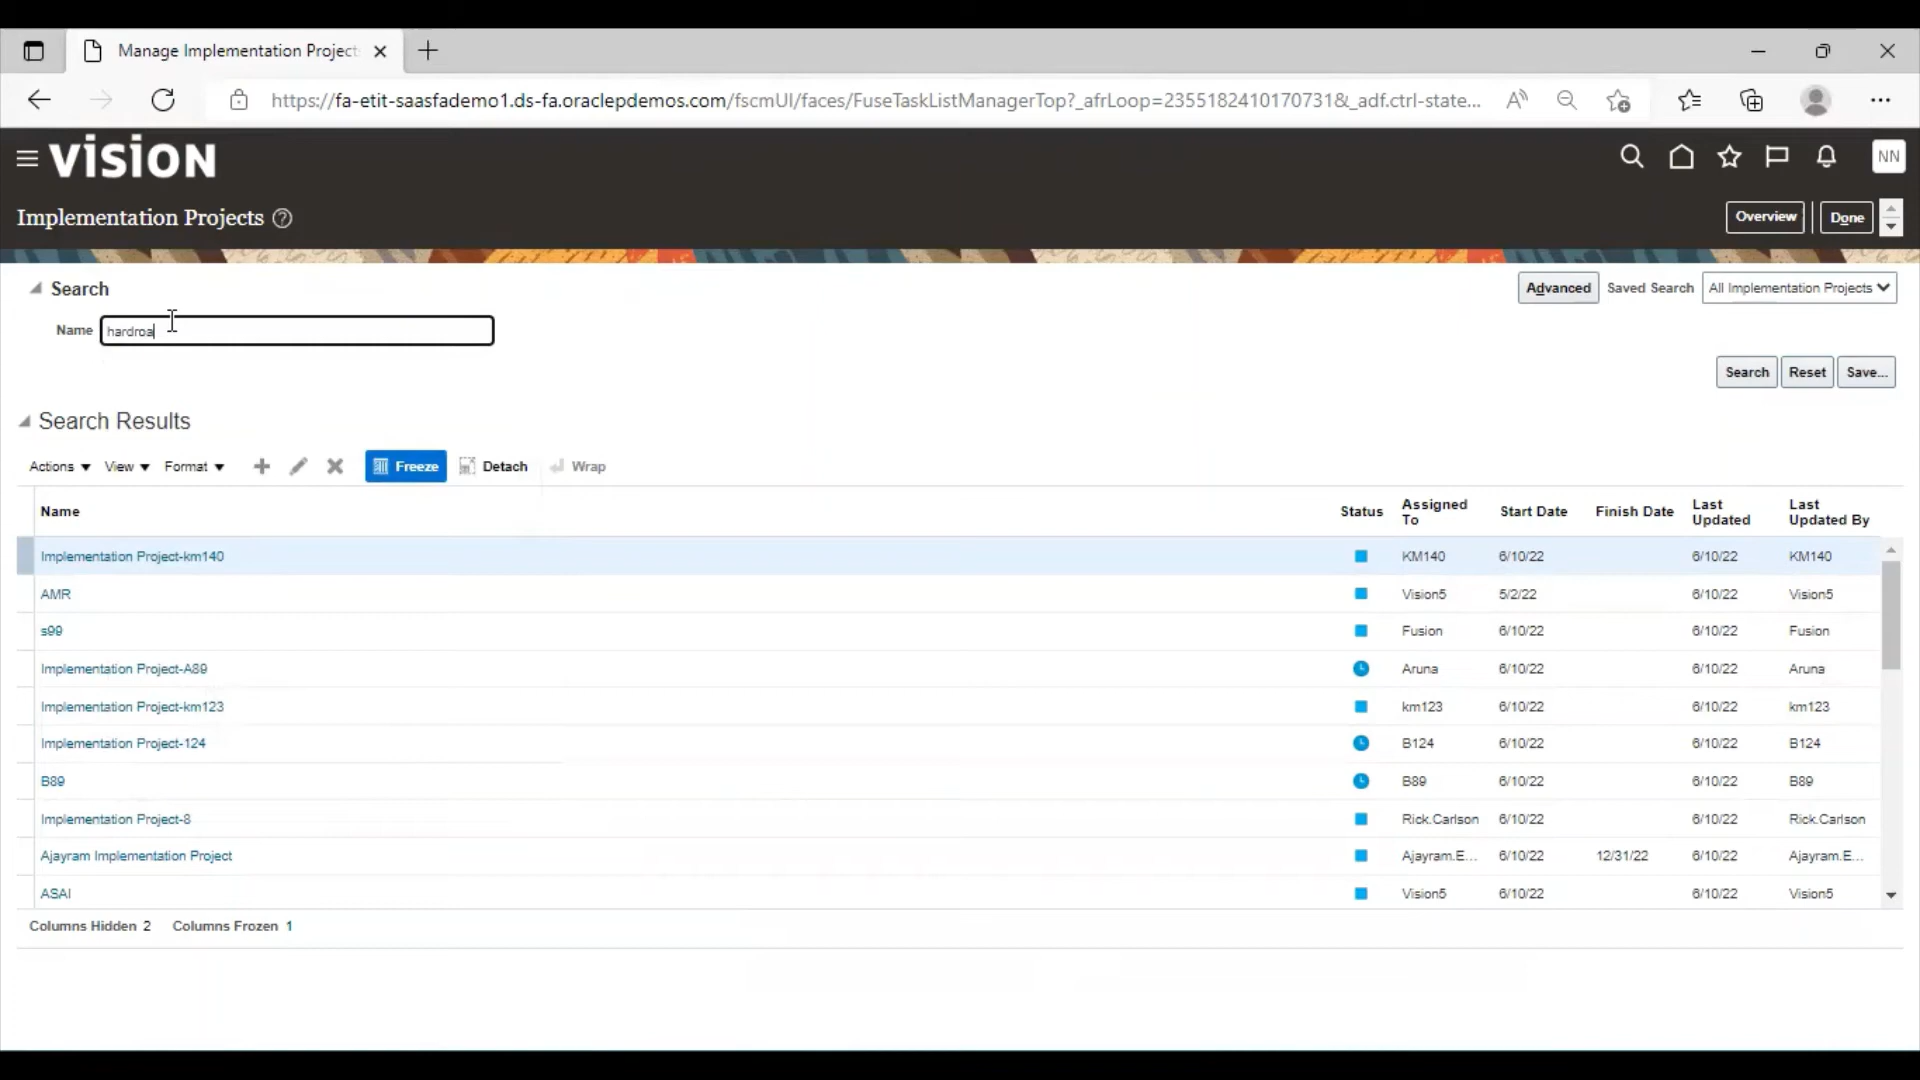 Manage Implementation Project
https://fa-etit-saasfademo1.ds-fa.oraclepdemos.com/fscmUI/faces/FuseTaskListManagerTop?_afrLoop=2355182410170731&_adf.ctrl-state...
VISION
NN
Implementation Projects
Overview
Done
Search
Advanced Saved Search All Implementation Projects
Name hardroa
Search Reset Save...
Search Results
Actions View Format Freeze Detach Wrap
Name Status Assigned To Start Date Finish Date Last Updated Last Updated By
Implementation Project-km140 KM140 6/10/22 6/10/22 KM140
AMR Vision5 5/2/22 6/10/22 Vision5
s99 Fusion 6/10/22 6/10/22 Fusion
Implementation Project-A89 Aruna 6/10/22 6/10/22 Aruna
Implementation Project-km123 km123 6/10/22 6/10/22 km123
Implementation Project-124 B124 6/10/22 6/10/22 B124
B89 B89 6/10/22 6/10/22 B89
Implementation Project-8 Rick.Carlson 6/10/22 6/10/22 Rick.Carlson
Ajayram Implementation Project Ajayram.E... 6/10/22 12/31/22 6/10/22 Ajayram.E...
ASAI Vision5 6/10/22 6/10/22 Vision5
Columns Hidden 2 Columns Frozen 1